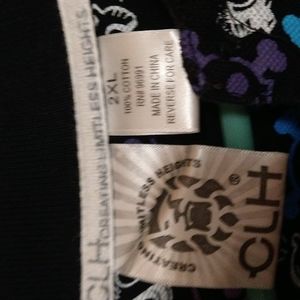 CLH CREATING LIMITLESS HEIGHTS
2XL
100% COTTON
RN# 96991
MADE IN CHINA
REVERSE FOR CARE
CREATING LIMITLESS HEIGHTS
®
CLH